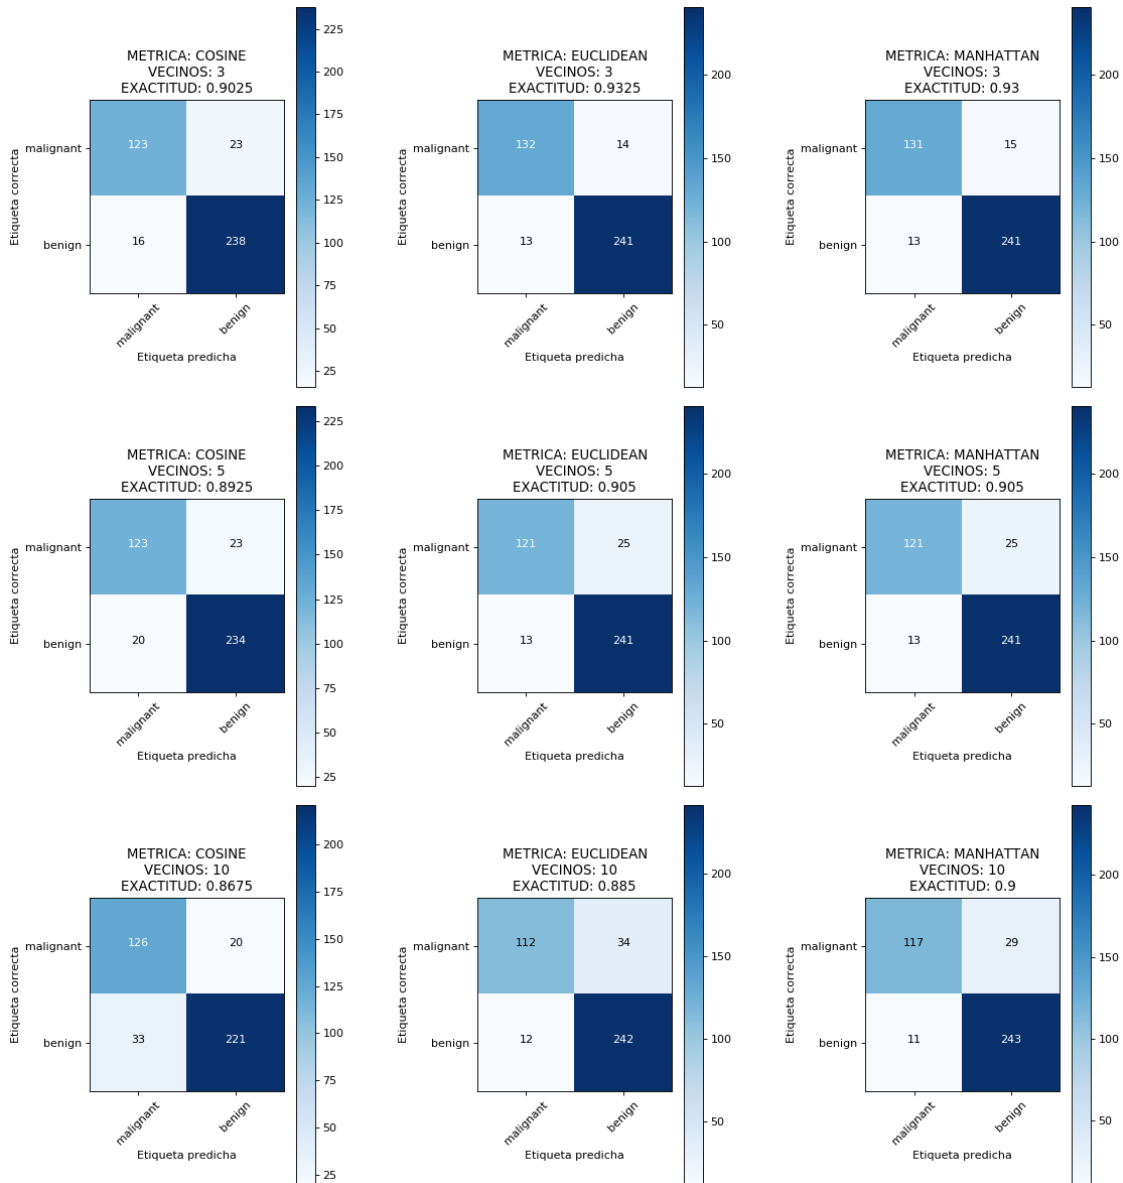 METRICA: COSINE
VECINOS: 3
EXACTITUD: 0.9025
malignant
benign
123
23
16
238
malignant
benign
Etiqueta correcta
Etiqueta predicha
225
200
175
150
125
100
75
50
25
METRICA: EUCLIDEAN
VECINOS: 3
EXACTITUD: 0.9325
malignant
benign
132
14
13
241
malignant
benign
Etiqueta correcta
Etiqueta predicha
200
150
100
50
METRICA: MANHATTAN
VECINOS: 3
EXACTITUD: 0.93
malignant
benign
131
15
13
241
malignant
benign
Etiqueta correcta
Etiqueta predicha
200
150
100
50
METRICA: COSINE
VECINOS: 5
EXACTITUD: 0.8925
malignant
benign
123
23
20
234
malignant
benign
Etiqueta correcta
Etiqueta predicha
225
200
175
150
125
100
75
50
25
METRICA: EUCLIDEAN
VECINOS: 5
EXACTITUD: 0.905
malignant
benign
121
25
13
241
malignant
benign
Etiqueta correcta
Etiqueta predicha
200
150
100
50
METRICA: MANHATTAN
VECINOS: 5
EXACTITUD: 0.905
malignant
benign
121
25
13
241
malignant
benign
Etiqueta correcta
Etiqueta predicha
200
150
100
50
METRICA: COSINE
VECINOS: 10
EXACTITUD: 0.8675
malignant
benign
126
20
33
221
malignant
benign
Etiqueta correcta
Etiqueta predicha
200
175
150
125
100
75
50
25
METRICA: EUCLIDEAN
VECINOS: 10
EXACTITUD: 0.885
malignant
benign
112
34
12
242
malignant
benign
Etiqueta correcta
Etiqueta predicha
200
150
100
50
METRICA: MANHATTAN
VECINOS: 10
EXACTITUD: 0.9
malignant
benign
117
29
11
243
malignant
benign
Etiqueta correcta
Etiqueta predicha
200
150
100
50